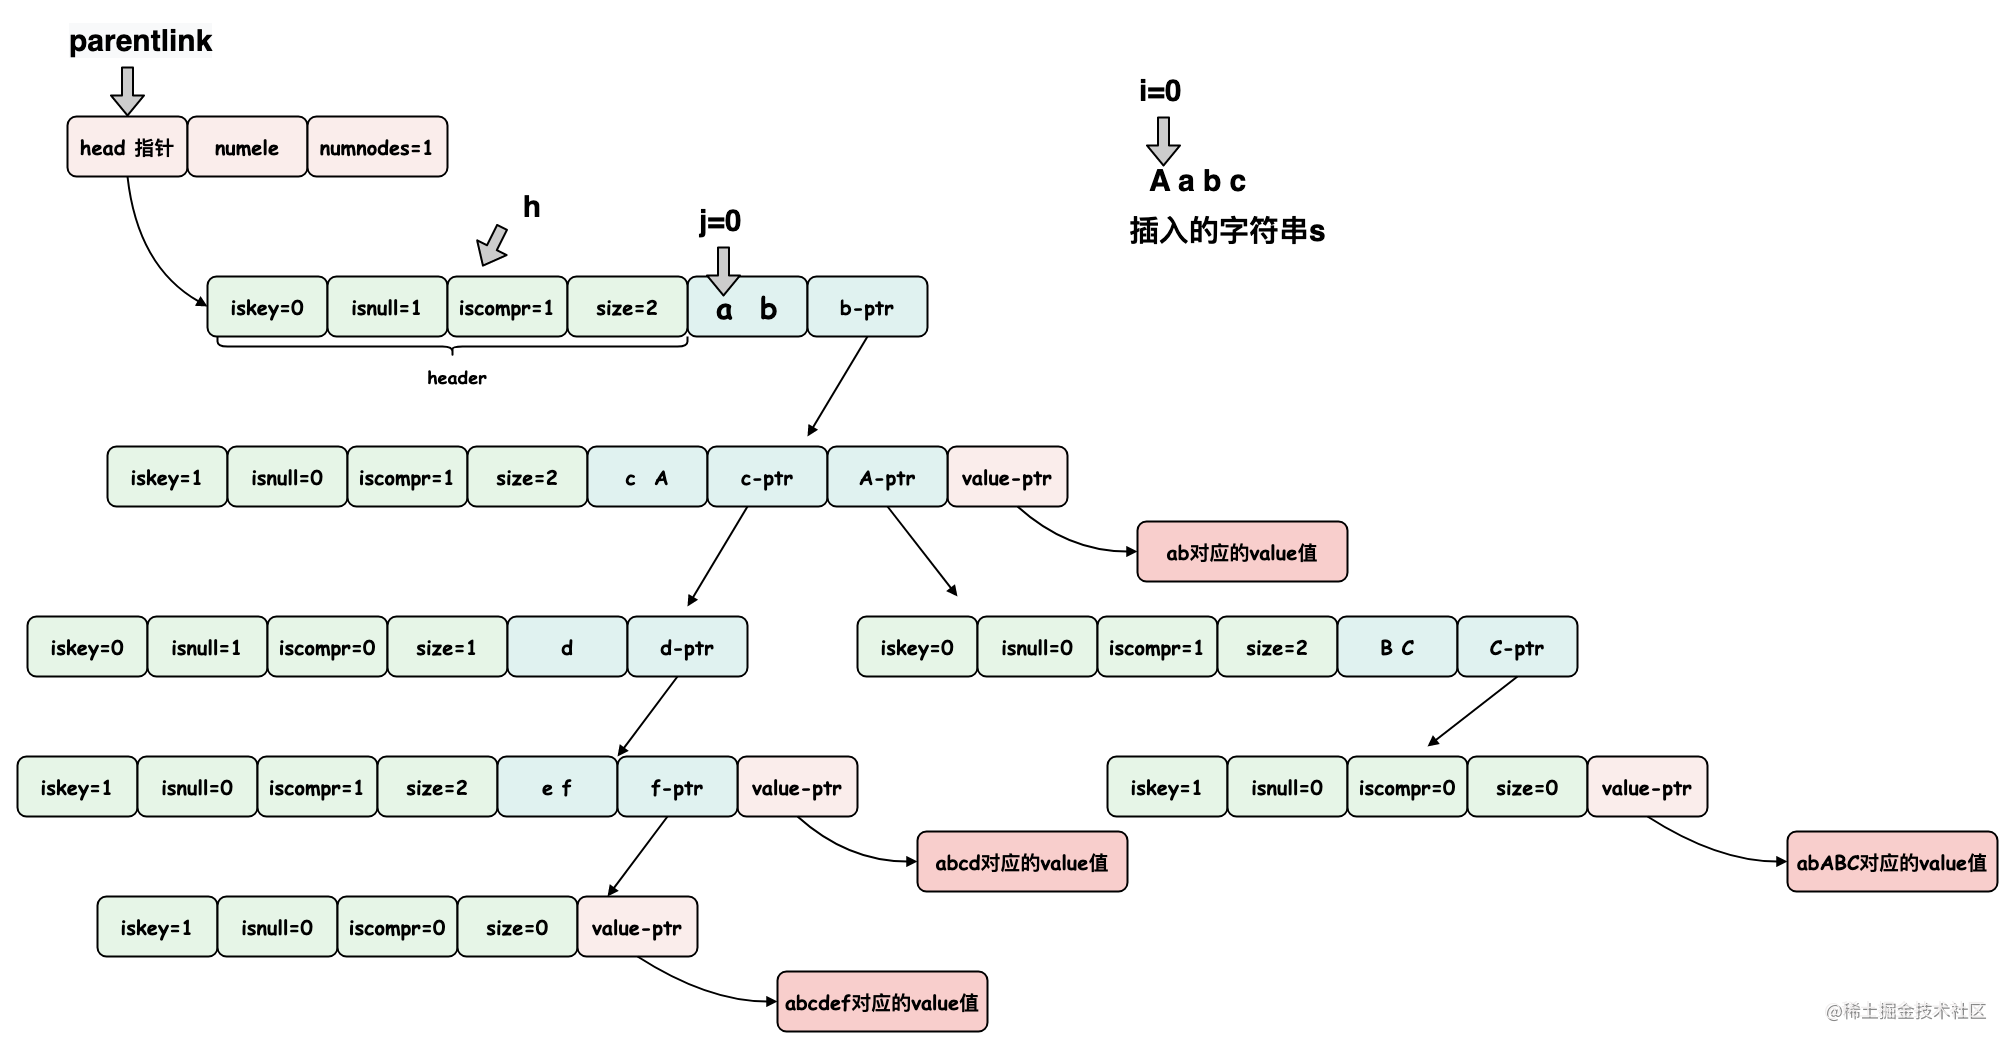 parentlink
i=0
head 指针 numele numnodes=1
A a b c
插入的字符串s
h
j=0
iskey=0 isnull=1 iscompr=1 size=2 a b b-ptr
header
iskey=1 isnull=0 iscompr=1 size=2 c A c-ptr A-ptr value-ptr
ab对应的value值
iskey=0 isnull=1 iscompr=0 size=1 d d-ptr
iskey=0 isnull=0 iscompr=1 size=2 B C C-ptr
iskey=1 isnull=0 iscompr=1 size=2 e f f-ptr value-ptr
iskey=1 isnull=0 iscompr=0 size=0 value-ptr
abcd对应的value值
abABC对应的value值
iskey=1 isnull=0 iscompr=0 size=0 value-ptr
abcdef对应的value值
@稀土掘金技术社区